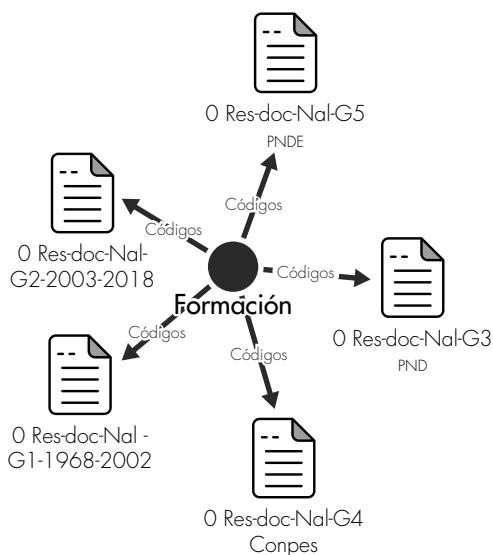 0 Res-doc-Nal-G5
PNDE
Códigos
Códigos
0 Res-doc-Nal-
G2-2003-2018
Códigos
Formación
0 Res-doc-Nal-G3
PND
Códigos
Códigos
0 Res-doc-Nal -
G1-1968-2002
0 Res-doc-Nal-G4
Conpes